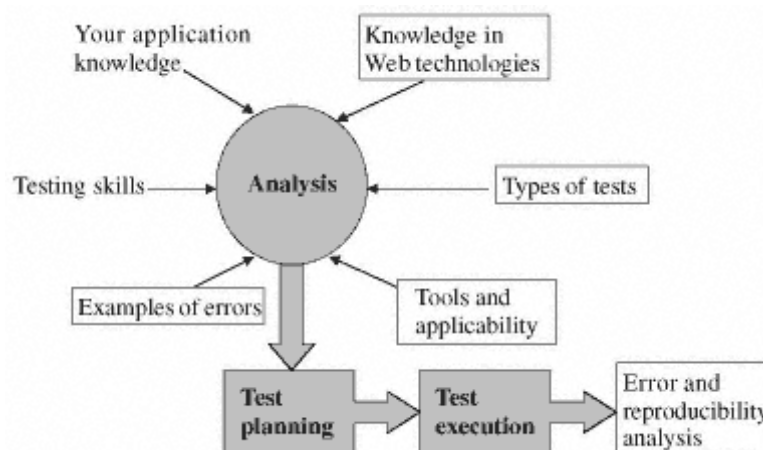 Your application
knowledge
Knowledge in
Web technologies
Testing skills
Analysis
Types of tests
Examples of errors
Tools and
applicability
Test
planning
Test
execution
Error and
reproducibility
analysis